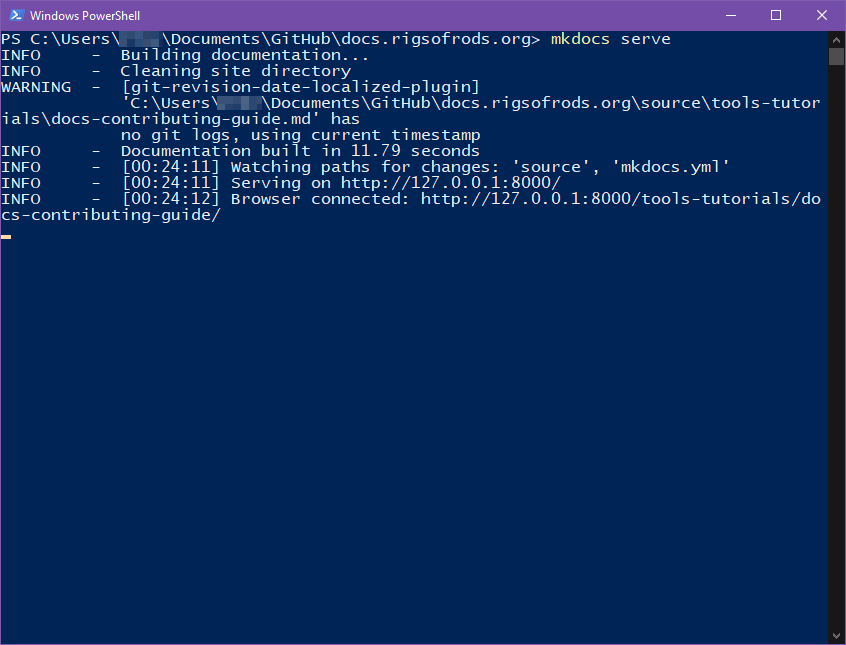 Windows PowerShell
PS C:\Users\ \Documents\GitHub\docs.rigsofrods.org> mkdocs serve
INFO     -  Building documentation...
INFO     -  Cleaning site directory
WARNING  -  [git-revision-date-localized-plugin]
            'C:\Users\ \Documents\GitHub\docs.rigsofrods.org\source\tools-tutor
ials\docs-contributing-guide.md' has
            no git logs, using current timestamp
INFO     -  Documentation built in 11.79 seconds
INFO     -  [00:24:11] Watching paths for changes: 'source', 'mkdocs.yml'
INFO     -  [00:24:11] Serving on http://127.0.0.1:8000/
INFO     -  [00:24:12] Browser connected: http://127.0.0.1:8000/tools-tutorials/do
cs-contributing-guide/